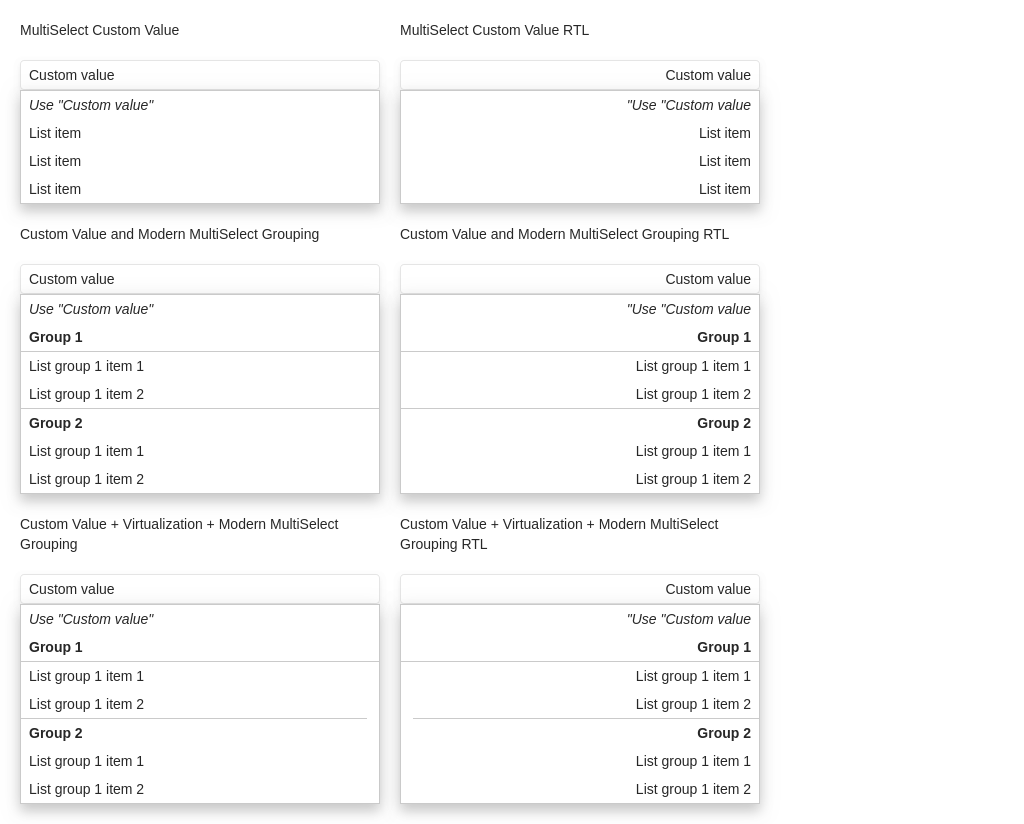 MultiSelect Custom Value
Custom value
Use "Custom value"
List item
List item
List item
MultiSelect Custom Value RTL
Custom value
"Use "Custom value
List item
List item
List item
Custom Value and Modern MultiSelect Grouping
Custom value
Use "Custom value"
Group 1
List group 1 item 1
List group 1 item 2
Group 2
List group 1 item 1
List group 1 item 2
Custom Value and Modern MultiSelect Grouping RTL
Custom value
"Use "Custom value
Group 1
List group 1 item 1
List group 1 item 2
Group 2
List group 1 item 1
List group 1 item 2
Custom Value + Virtualization + Modern MultiSelect
Grouping
Custom value
Use "Custom value"
Group 1
List group 1 item 1
List group 1 item 2
Group 2
List group 1 item 1
List group 1 item 2
Custom Value + Virtualization + Modern MultiSelect
Grouping RTL
Custom value
"Use "Custom value
Group 1
List group 1 item 1
List group 1 item 2
Group 2
List group 1 item 1
List group 1 item 2